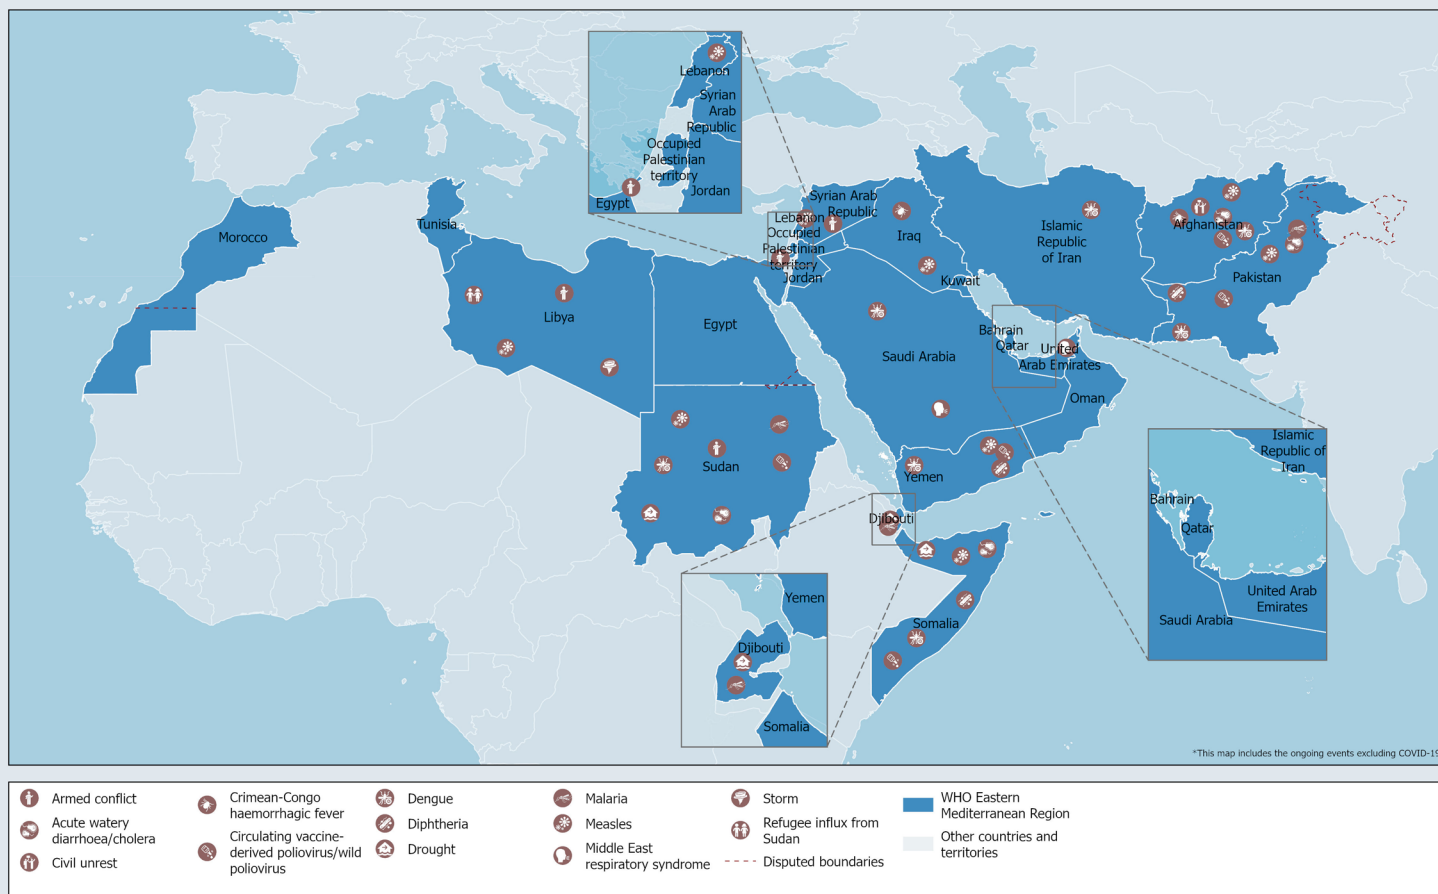 Lebanon
Syrian
Arab
Republic
Occupied
Palestinian
territory
Jordan
Egypt
Morocco
Tunisia
Libya
Egypt
Lebanon
Occupied
Palestinian
territory
Jordan
Syrian Arab
Republic
Iraq
Kuwait
Islamic
Republic
of Iran
Afghanistan
Pakistan
Bahrain
Qatar
United
Arab Emirates
Saudi Arabia
Oman
Sudan
Yemen
Djibouti
Somalia
Yemen
Djibouti
Somalia
Islamic
Republic of
Iran
Bahrain
Qatar
United Arab
Emirates
Saudi Arabia
*This map includes the ongoing events excluding COVID-19
Armed conflict
Acute watery
diarrhoea/cholera
Civil unrest
Crimean-Congo
haemorrhagic fever
Circulating vaccine-
derived poliovirus/wild
poliovirus
Dengue
Diphtheria
Drought
Malaria
Measles
Middle East
respiratory syndrome
Storm
Refugee influx from
Sudan
Disputed boundaries
WHO Eastern
Mediterranean Region
Other countries and
territories